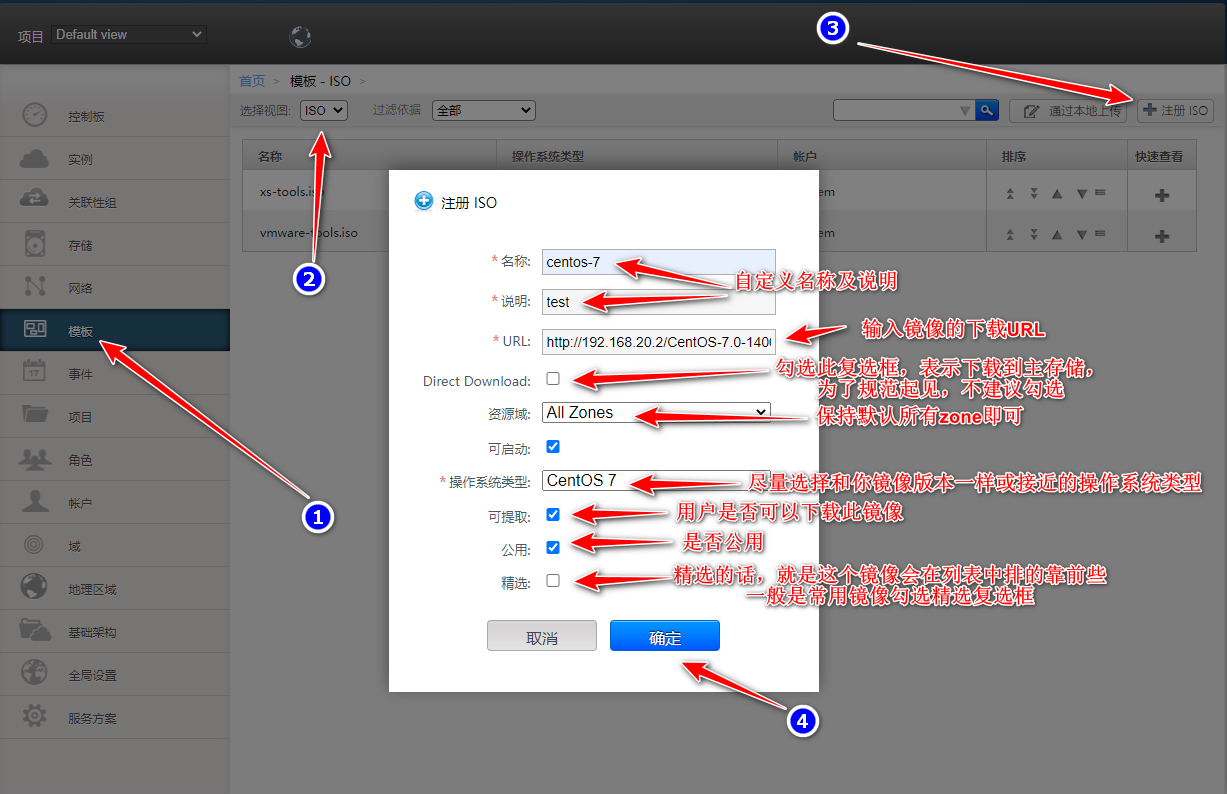 项目 Default view
3
首页 > 模板 - ISO >
选择视图: ISO 过滤依据 全部 通过本地上传 注册 ISO
控制板
实例
关联性组
存储
网络
模板
事件
项目
角色
帐户
域
地理区域
基础架构
全局设置
服务方案
名称 操作系统类型 帐户 排序 快速查看
xs-tools.iso
vmware-tools.iso
2
1
注册 ISO
*名称: centos-7
自定义名称及说明
*说明: test
*URL: http://192.168.20.2/CentOS-7.0-1406
输入镜像的下载URL
Direct Download:
勾选此复选框，表示下载到主存储，
为了规范起见，不建议勾选
资源域: All Zones
保持默认所有zone即可
可启动:
*操作系统类型: CentOS 7
尽量选择和你镜像版本一样或接近的操作系统类型
可提取:
用户是否可以下载此镜像
公用:
是否公用
精选:
精选的话，就是这个镜像会在列表中排的靠前些
一般是常用镜像勾选精选复选框
取消 确定
4